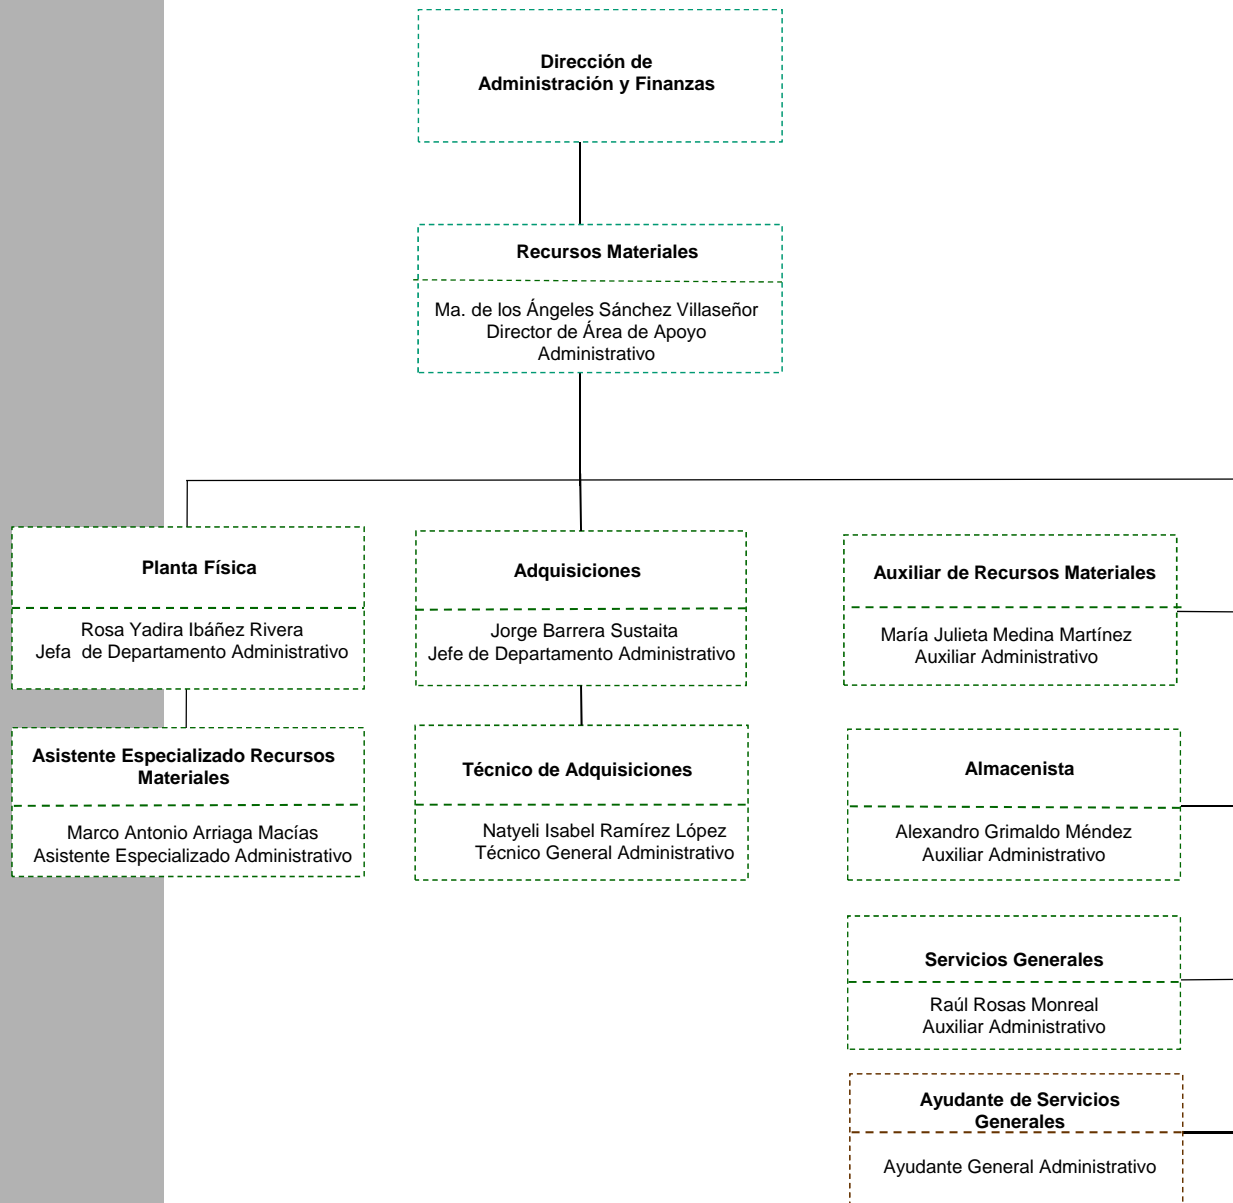 Dirección de
Administración y Finanzas
Recursos Materiales
Ma. de los Ángeles Sánchez Villaseñor
Director de Área de Apoyo
Administrativo
Planta Física
Rosa Yadira Ibáñez Rivera
Jefa de Departamento Administrativo
Adquisiciones
Jorge Barrera Sustaita
Jefe de Departamento Administrativo
Auxiliar de Recursos Materiales
María Julieta Medina Martínez
Auxiliar Administrativo
Asistente Especializado Recursos
Materiales
Marco Antonio Arriaga Macías
Asistente Especializado Administrativo
Técnico de Adquisiciones
Natyeli Isabel Ramírez López
Técnico General Administrativo
Almacenista
Alexandro Grimaldo Méndez
Auxiliar Administrativo
Servicios Generales
Raúl Rosas Monreal
Auxiliar Administrativo
Ayudante de Servicios
Generales
Ayudante General Administrativo